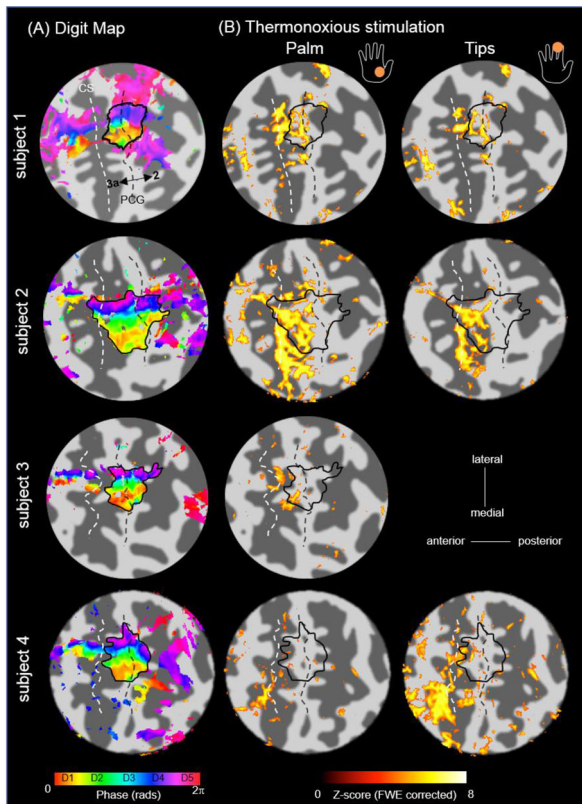 (A) Digit Map
(B) Thermonoxious stimulation
Palm
Tips
subject 1
CS
3a
2
PCG
subject 2
subject 3
lateral
medial
anterior
posterior
subject 4
D1 D2 D3 D4 D5
0 2π
Phase (rads)
0 8
Z-score (FWE corrected)